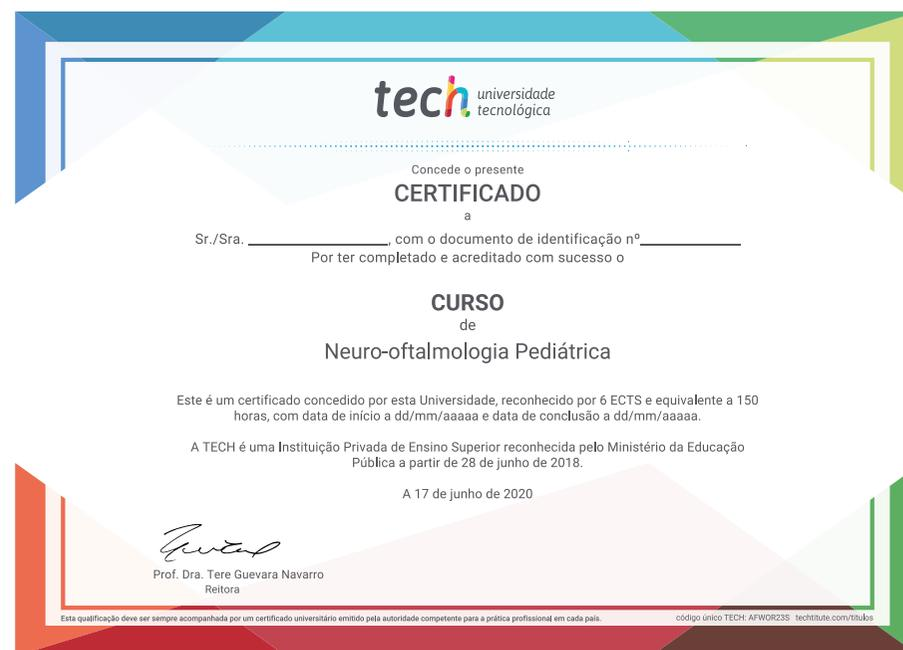 tech universidade
tecnológica
Concede o presente
CERTIFICADO
a
Sr./Sra. ____________________, com o documento de identificação nº______________
Por ter completado e acreditado com sucesso o
CURSO
de
Neuro-oftalmologia Pediátrica
Este é um certificado concedido por esta Universidade, reconhecido por 6 ECTS e equivalente a 150
horas, com data de início a dd/mm/aaaaa e data de conclusão a dd/mm/aaaaa.
A TECH é uma Instituição Privada de Ensino Superior reconhecida pelo Ministério da Educação
Pública a partir de 28 de junho de 2018.
A 17 de junho de 2020
Prof. Dra. Tere Guevara Navarro
Reitora
Esta qualificação deve ser sempre acompanhada por um certificado universitário emitido pela autoridade competente para a prática profissional em cada país.
código único TECH: AFWOR23S techtitute.com/titulos